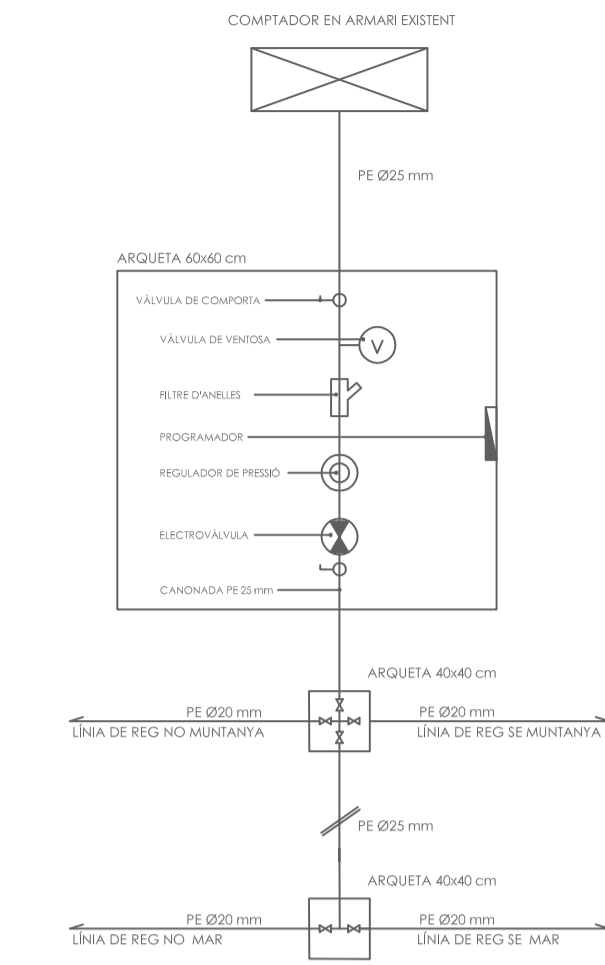 COMPTADOR EN ARMARI EXISTENT
PE Ø25 mm
ARQUETA 60x60 cm
VÀLVULA DE COMPORTA
VÀLVULA DE VENTOSA
V
FILTRE D'ANELLES
PROGRAMADOR
REGULADOR DE PRESSIÓ
ELECTROVÀLVULA
CANONADA PE 25 mm
ARQUETA 40x40 cm
PE Ø20 mm
LÍNIA DE REG NO MUNTANYA
PE Ø20 mm
LÍNIA DE REG SE MUNTANYA
PE Ø25 mm
ARQUETA 40x40 cm
PE Ø20 mm
LÍNIA DE REG NO MAR
PE Ø20 mm
LÍNIA DE REG SE MAR